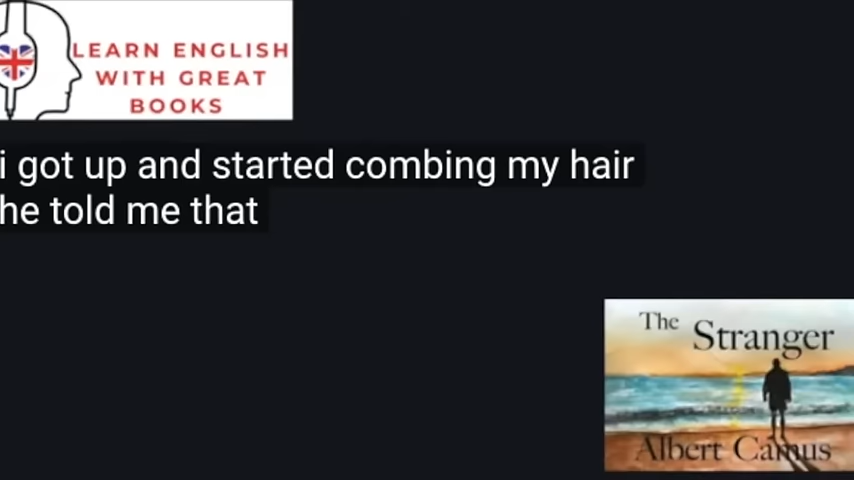 LEARN ENGLISH
WITH GREAT
BOOKS
i got up and started combing my hair
he told me that
The Stranger
Albert Camus